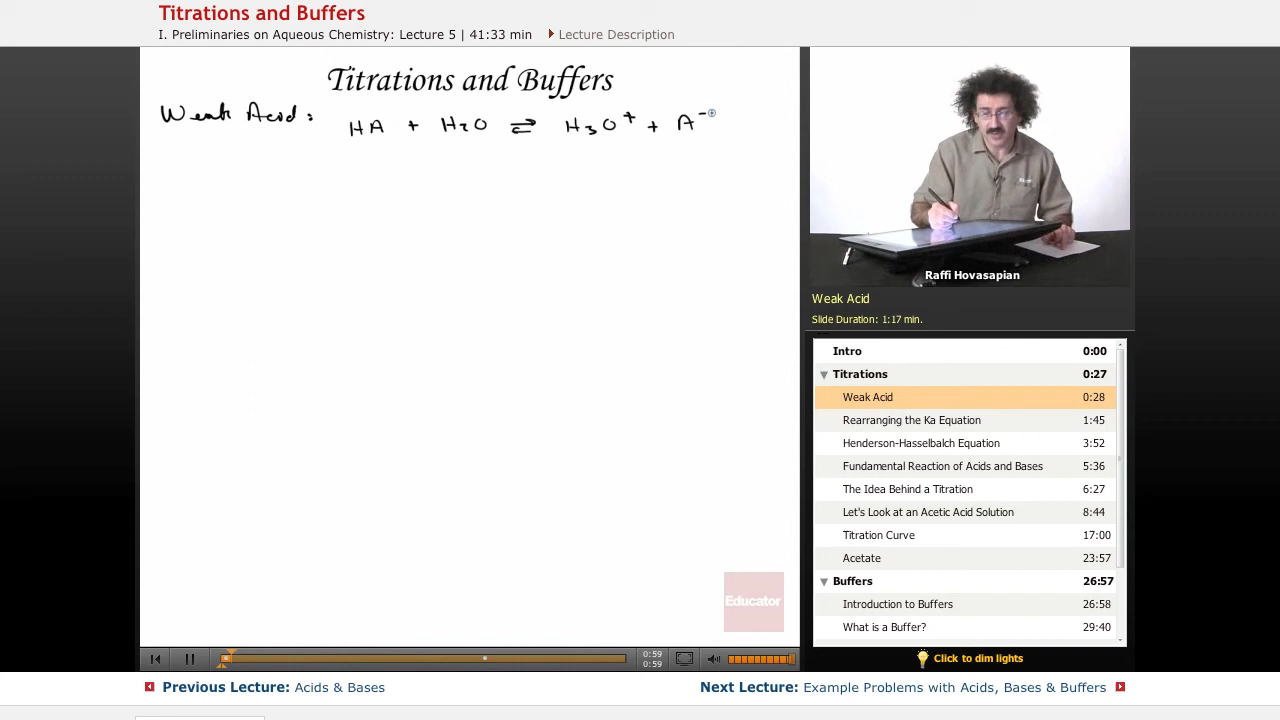 Titrations and Buffers
I. Preliminaries on Aqueous Chemistry: Lecture 5 | 41:33 min Lecture Description
Titrations and Buffers
Weak Acid: HA + H₂O ⇌ H₃O⁺ + A⁻
Raffi Hovasapian
Weak Acid
Slide Duration: 1:17 min.
Intro 0:00
Titrations 0:27
Weak Acid 0:28
Rearranging the Ka Equation 1:45
Henderson-Hasselbalch Equation 3:52
Fundamental Reaction of Acids and Bases 5:36
The Idea Behind a Titration 6:27
Let's Look at an Acetic Acid Solution 8:44
Titration Curve 17:00
Acetate 23:57
Buffers 26:57
Introduction to Buffers 26:58
What is a Buffer? 29:40
Educator
0:59
0:59
Click to dim lights
Previous Lecture: Acids & Bases
Next Lecture: Example Problems with Acids, Bases & Buffers